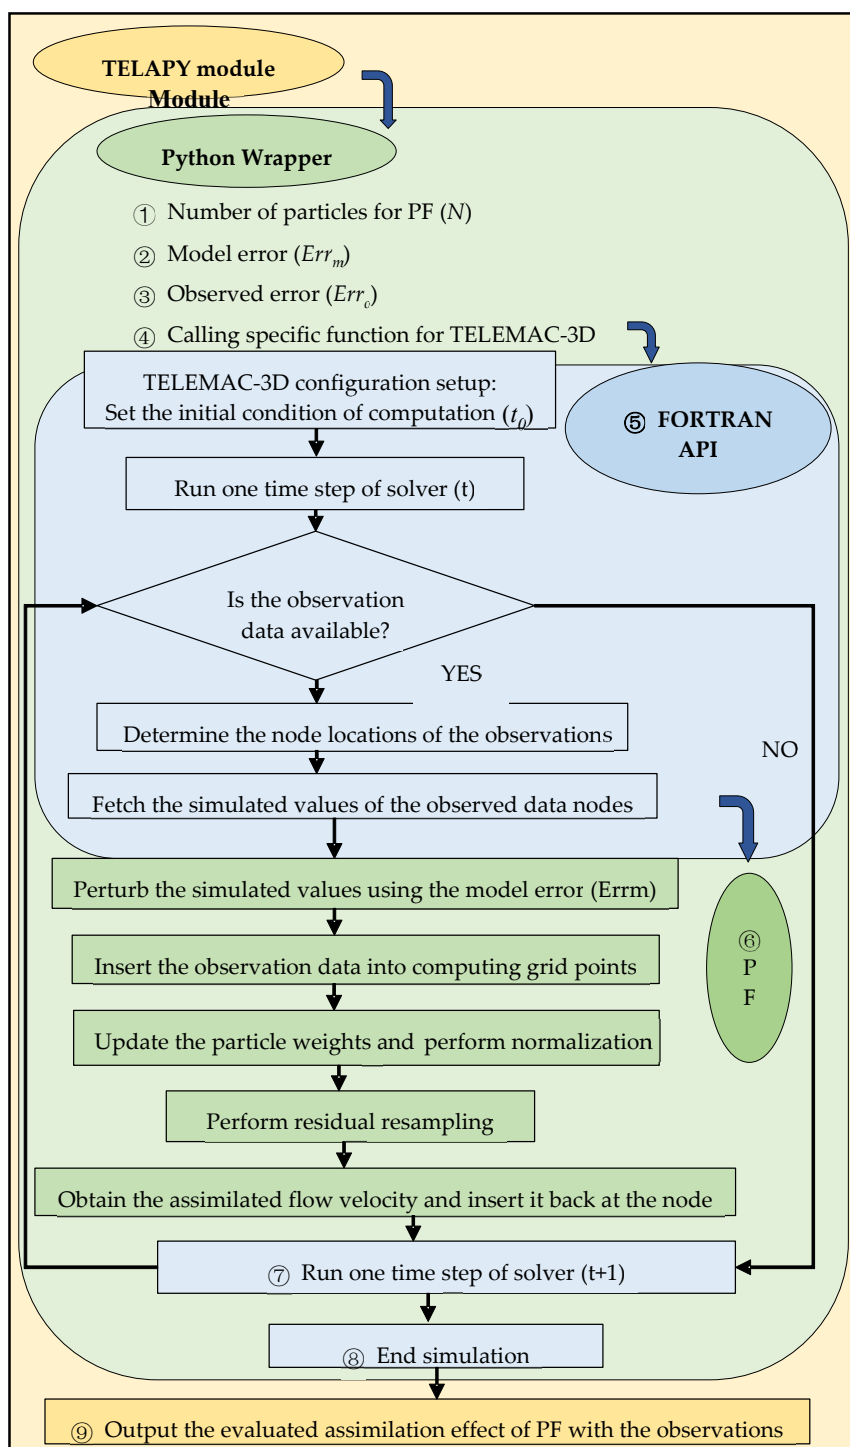 TELAPY module
Module
Python Wrapper
① Number of particles for PF (N)
② Model error (Err_m)
③ Observed error (Err_o)
④ Calling specific function for TELEMAC-3D
TELEMAC-3D configuration setup:
Set the initial condition of computation (t_0)
⑤ FORTRAN
API
Run one time step of solver (t)
Is the observation
data available?
YES
NO
Determine the node locations of the observations
Fetch the simulated values of the observed data nodes
Perturb the simulated values using the model error (Errm)
⑥
P
F
Insert the observation data into computing grid points
Update the particle weights and perform normalization
Perform residual resampling
Obtain the assimilated flow velocity and insert it back at the node
⑦ Run one time step of solver (t+1)
⑧ End simulation
⑨ Output the evaluated assimilation effect of PF with the observations